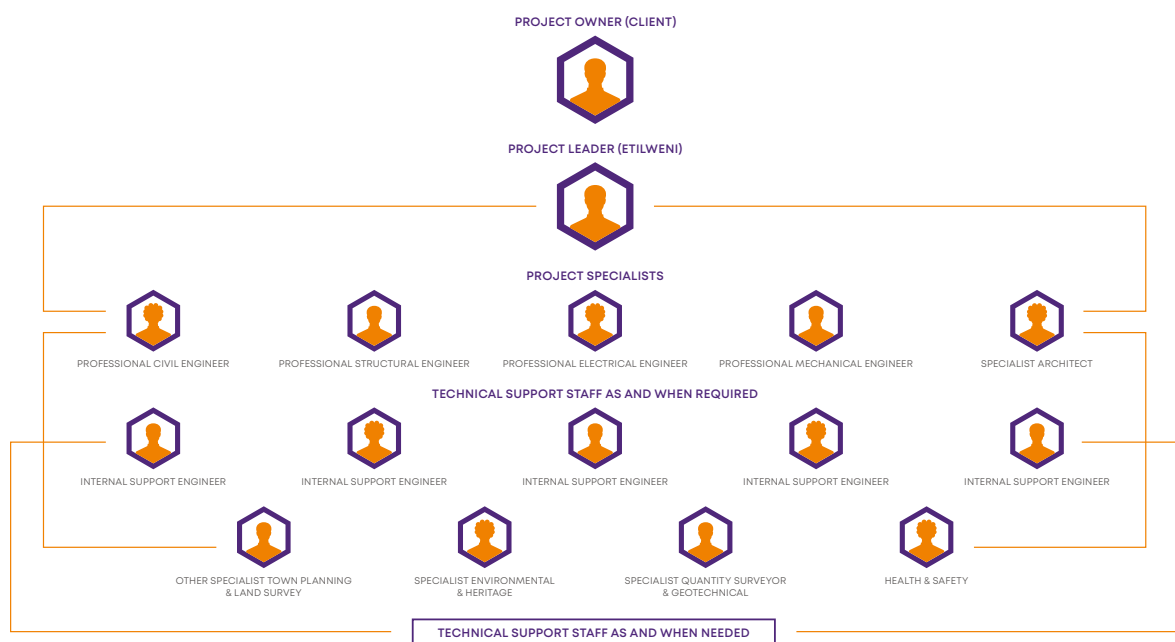 PROJECT OWNER (CLIENT)
PROJECT LEADER (ETILWENI)
PROJECT SPECIALISTS
PROFESSIONAL CIVIL ENGINEER
PROFESSIONAL STRUCTURAL ENGINEER
PROFESSIONAL ELECTRICAL ENGINEER
PROFESSIONAL MECHANICAL ENGINEER
SPECIALIST ARCHITECT
TECHNICAL SUPPORT STAFF AS AND WHEN REQUIRED
INTERNAL SUPPORT ENGINEER
INTERNAL SUPPORT ENGINEER
INTERNAL SUPPORT ENGINEER
INTERNAL SUPPORT ENGINEER
INTERNAL SUPPORT ENGINEER
OTHER SPECIALIST TOWN PLANNING
& LAND SURVEY
SPECIALIST ENVIRONMENTAL
& HERITAGE
SPECIALIST QUANTITY SURVEYOR
& GEOTECHNICAL
HEALTH & SAFETY
TECHNICAL SUPPORT STAFF AS AND WHEN NEEDED